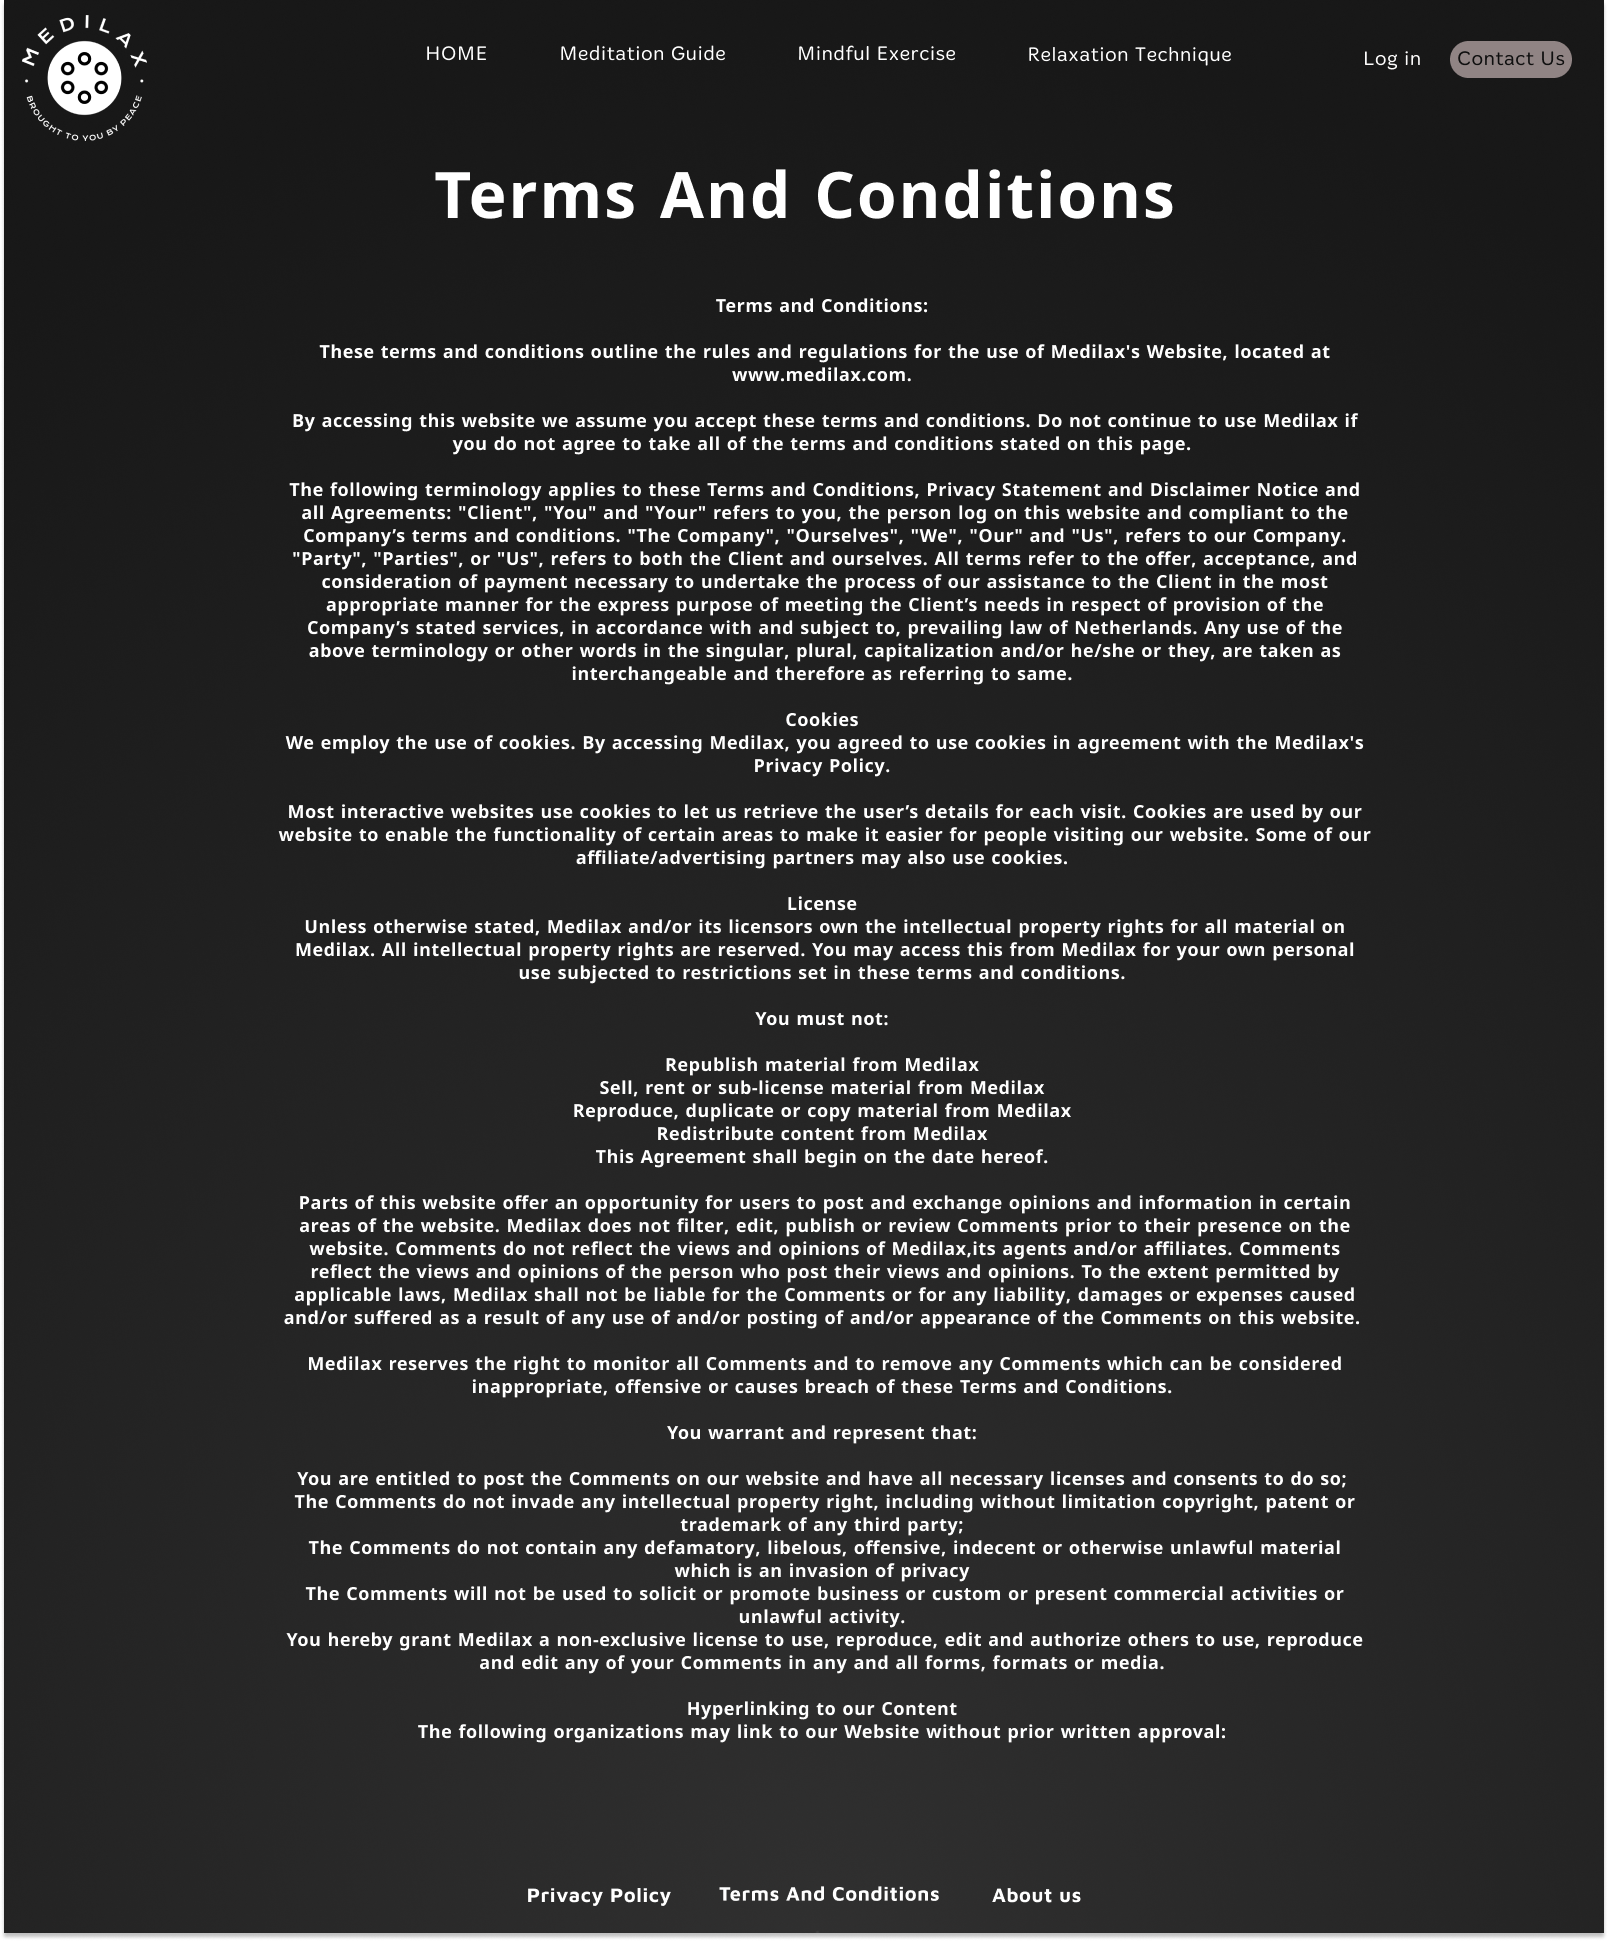 MEDILAX
BROUGHT TO YOU BY PEACE
HOME
Meditation Guide
Mindful Exercise
Relaxation Technique
Log in
Contact Us
Terms And Conditions
Terms and Conditions:
These terms and conditions outline the rules and regulations for the use of Medilax's Website, located at
www.medilax.com.
By accessing this website we assume you accept these terms and conditions. Do not continue to use Medilax if
you do not agree to take all of the terms and conditions stated on this page.
The following terminology applies to these Terms and Conditions, Privacy Statement and Disclaimer Notice and
all Agreements: "Client", "You" and "Your" refers to you, the person log on this website and compliant to the
Company’s terms and conditions. "The Company", "Ourselves", "We", "Our" and "Us", refers to our Company.
"Party", "Parties", or "Us", refers to both the Client and ourselves. All terms refer to the offer, acceptance, and
consideration of payment necessary to undertake the process of our assistance to the Client in the most
appropriate manner for the express purpose of meeting the Client’s needs in respect of provision of the
Company’s stated services, in accordance with and subject to, prevailing law of Netherlands. Any use of the
above terminology or other words in the singular, plural, capitalization and/or he/she or they, are taken as
interchangeable and therefore as referring to same.
Cookies
We employ the use of cookies. By accessing Medilax, you agreed to use cookies in agreement with the Medilax's
Privacy Policy.
Most interactive websites use cookies to let us retrieve the user’s details for each visit. Cookies are used by our
website to enable the functionality of certain areas to make it easier for people visiting our website. Some of our
affiliate/advertising partners may also use cookies.
License
Unless otherwise stated, Medilax and/or its licensors own the intellectual property rights for all material on
Medilax. All intellectual property rights are reserved. You may access this from Medilax for your own personal
use subjected to restrictions set in these terms and conditions.
You must not:
Republish material from Medilax
Sell, rent or sub-license material from Medilax
Reproduce, duplicate or copy material from Medilax
Redistribute content from Medilax
This Agreement shall begin on the date hereof.
Parts of this website offer an opportunity for users to post and exchange opinions and information in certain
areas of the website. Medilax does not filter, edit, publish or review Comments prior to their presence on the
website. Comments do not reflect the views and opinions of Medilax,its agents and/or affiliates. Comments
reflect the views and opinions of the person who post their views and opinions. To the extent permitted by
applicable laws, Medilax shall not be liable for the Comments or for any liability, damages or expenses caused
and/or suffered as a result of any use of and/or posting of and/or appearance of the Comments on this website.
Medilax reserves the right to monitor all Comments and to remove any Comments which can be considered
inappropriate, offensive or causes breach of these Terms and Conditions.
You warrant and represent that:
You are entitled to post the Comments on our website and have all necessary licenses and consents to do so;
The Comments do not invade any intellectual property right, including without limitation copyright, patent or
trademark of any third party;
The Comments do not contain any defamatory, libelous, offensive, indecent or otherwise unlawful material
which is an invasion of privacy
The Comments will not be used to solicit or promote business or custom or present commercial activities or
unlawful activity.
You hereby grant Medilax a non-exclusive license to use, reproduce, edit and authorize others to use, reproduce
and edit any of your Comments in any and all forms, formats or media.
Hyperlinking to our Content
The following organizations may link to our Website without prior written approval:
Privacy Policy
Terms And Conditions
About us